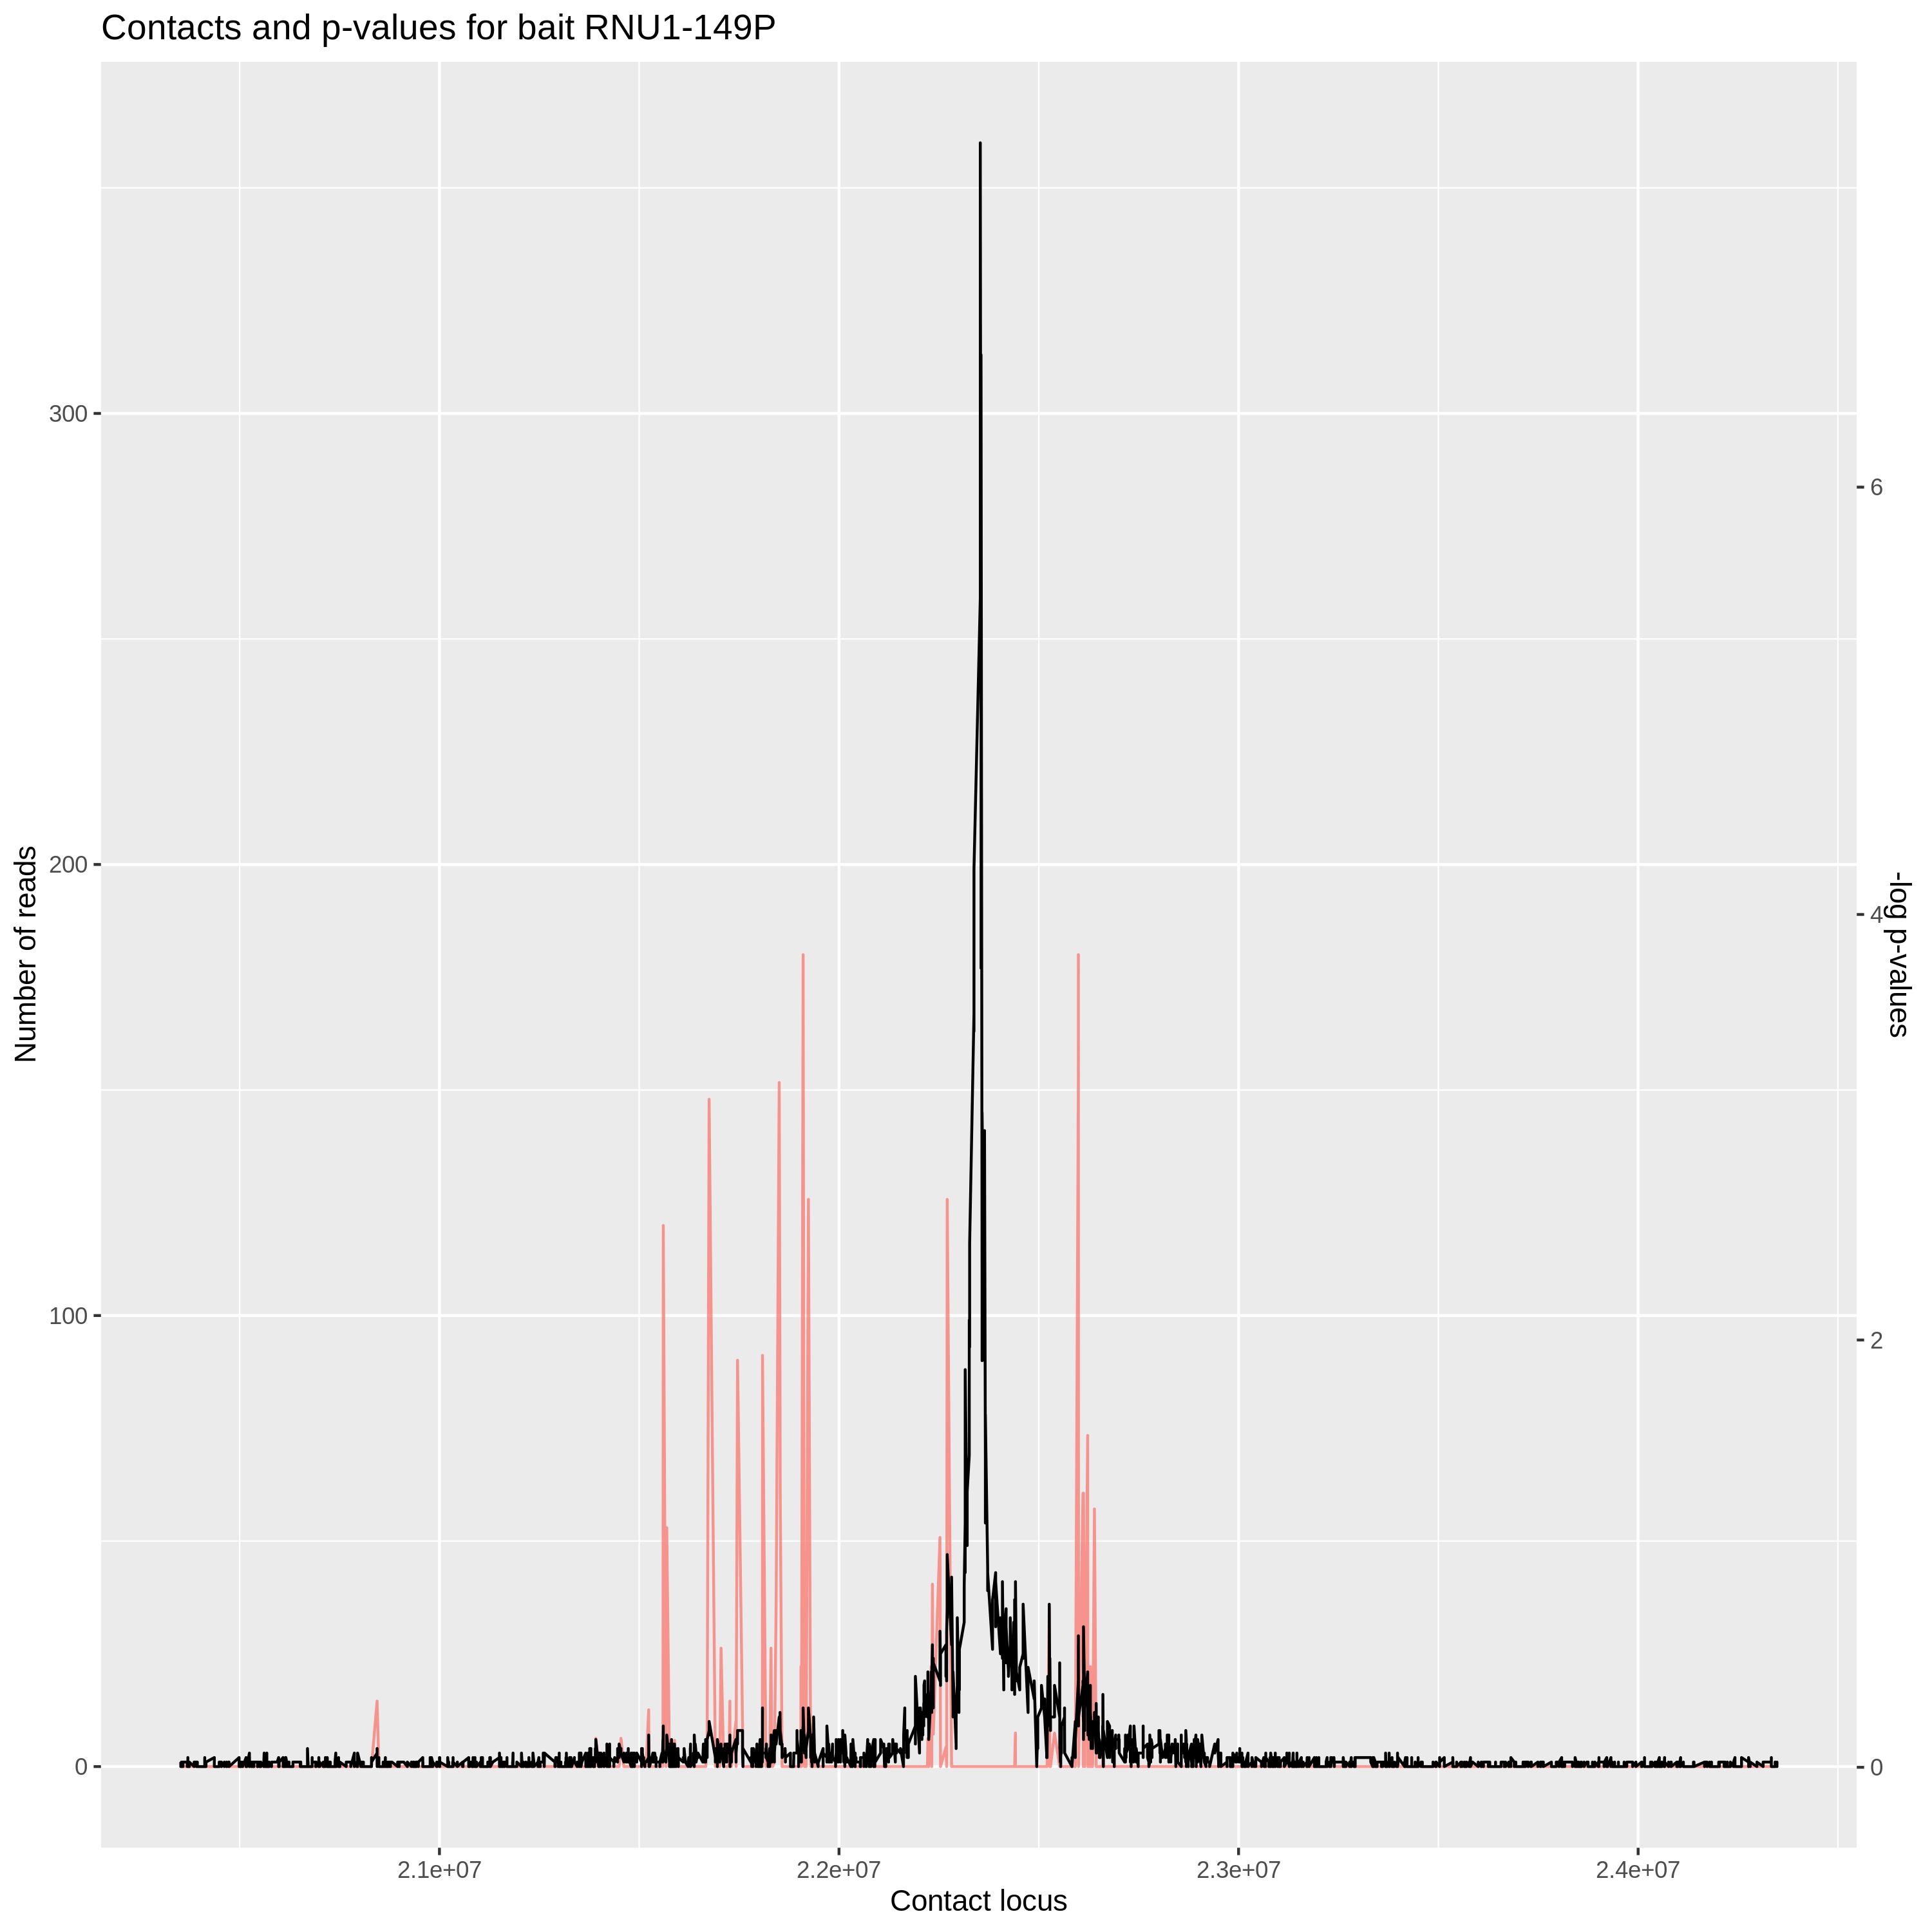 Contacts and p-values for bait RNU1-149P
Number of reads
300
200
100
0
6
4
2
0
-log p-values
2.1e+07 2.2e+07 2.3e+07 2.4e+07
Contact locus